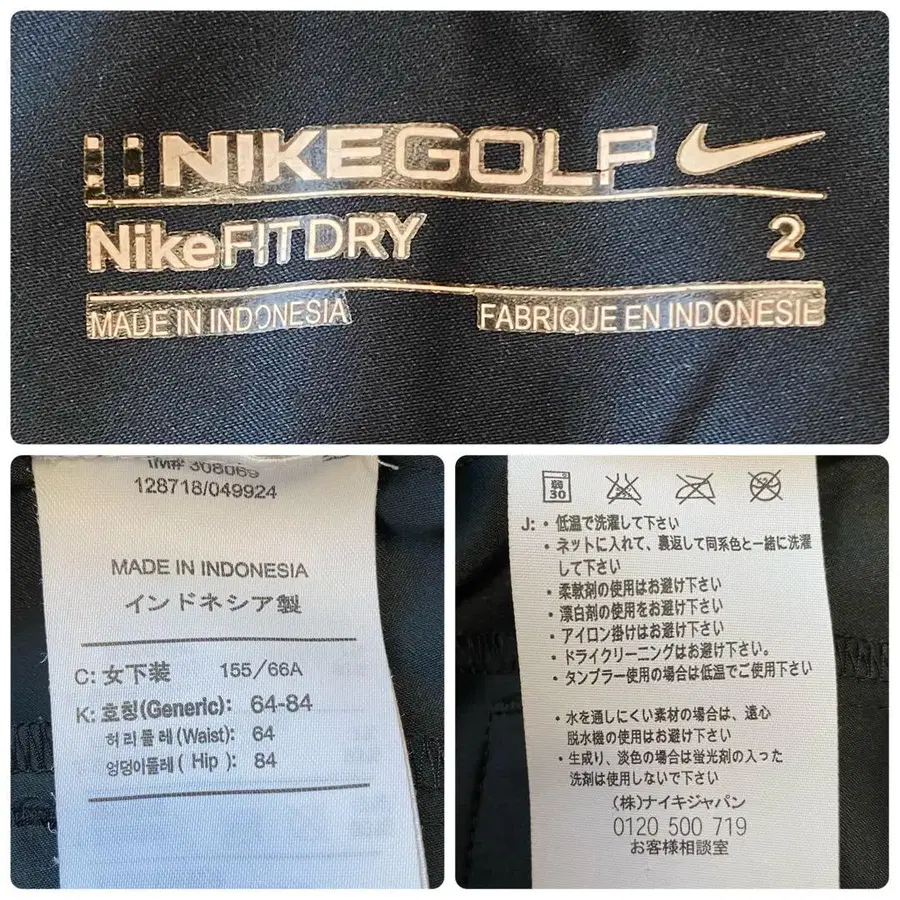 NIKEGOLF
NikeFITDRY 2
MADE IN INDONESIA FABRIQUE EN INDONESIE
308069
128718/049924
MADE IN INDONESIA
インドネシア製
C: 女下装 155/66A
K: 호칭(Generic): 64-84
허리둘레(Waist): 64
엉덩이둘레( Hip ): 84
弱
30
J: ・低温で洗濯して下さい
・ネットに入れて、裏返して同系色と一緒に洗濯
して下さい
・柔軟剤の使用はお避け下さい
・漂白剤の使用をお避け下さい
・アイロン掛けはお避け下さい
・ドライクリーニングはお避け下さい。
・タンブラー使用の場合は低温でご使用下さい
・水を通しにくい素材の場合は、遠心
脱水機の使用はお避け下さい
・生成り、淡色の場合は蛍光剤の入った
洗剤は使用しないで下さい
(株)ナイキジャパン
0120 500 719
お客様相談室